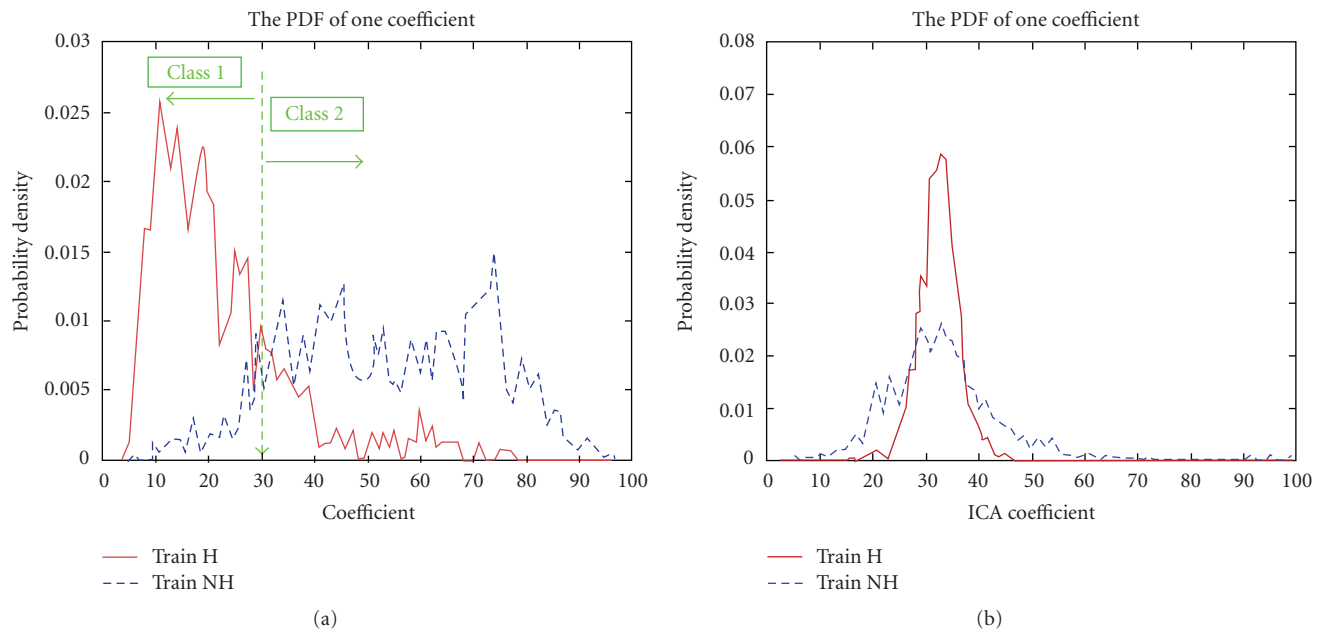 The PDF of one coefficient
0.03
0.025
0.02
0.015
0.01
0.005
0
Probability density
Class 1
Class 2
0 10 20 30 40 50 60 70 80 90 100
Coefficient
Train H
Train NH
(a)
The PDF of one coefficient
0.08
0.07
0.06
0.05
0.04
0.03
0.02
0.01
0
Probability density
0 10 20 30 40 50 60 70 80 90 100
ICA coefficient
Train H
Train NH
(b)